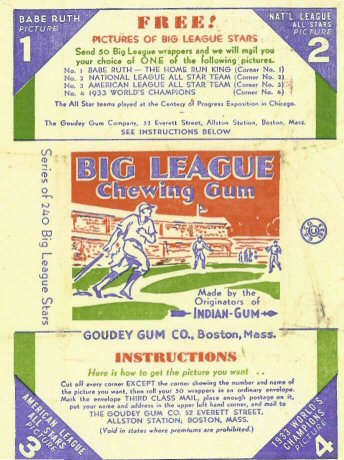 BABE RUTH
PICTURE
1
FREE!
NAT'L LEAGUE
ALL STARS
PICTURE
2
PICTURES OF BIG LEAGUE STARS
Send 50 Big League wrappers and we will mail you
your choice of ONE of the following pictures.
No. 1 BABE RUTH — THE HOME RUN KING (Corner No. 1)
No. 2 NATIONAL LEAGUE ALL STAR TEAM (Corner No. 2)
No. 3 AMERICAN LEAGUE ALL STAR TEAM (Corner No. 3)
No. 4 1933 WORLD'S CHAMPIONS (Corner No. 4)
The All Star teams played at the Century of Progress Exposition in Chicago.
The Goudey Gum Company, 52 Everett Street, Allston Station, Boston, Mass.
SEE INSTRUCTIONS BELOW
Series of 240 Big League Stars
BIG LEAGUE
Chewing Gum
Made by the
Originators of
INDIAN-GUM
GOUDEY GUM CO., Boston, Mass.
INSTRUCTIONS
Here is how to get the picture you want . .
Cut off every corner EXCEPT the corner showing the number and name of
the picture you want, then roll your 50 wrappers in an ordinary envelope.
Mark the envelope THIRD CLASS MAIL, place enough postage on it,
put your name and address in the upper left hand corner, and mail to
THE GOUDEY GUM CO. 52 EVERETT STREET,
ALLSTON STATION; BOSTON, MASS.
(Void in states where premiums are prohibited.)
AMERICAN LEAGUE
ALL STARS
PICTURE
3
1933 WORLD'S
CHAMPIONS
PICTURE
4